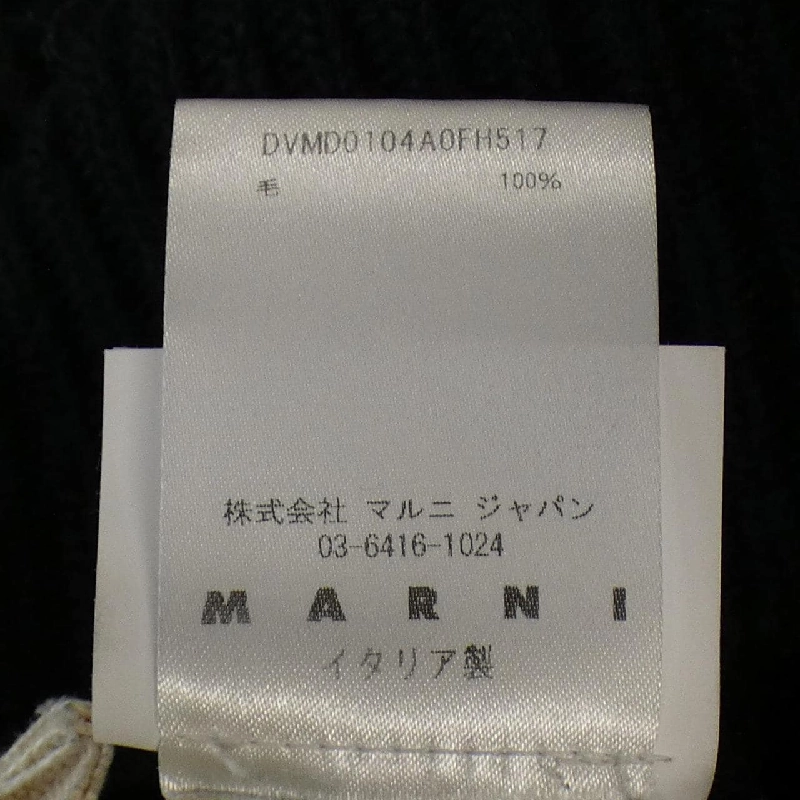 DVMD0104A0FH517
毛 100%
株式会社 マルニ ジャパン
03-6416-1024
MARNI
イタリア製